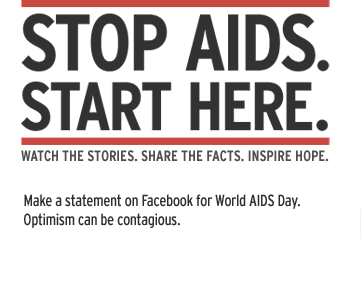 STOP AIDS.
START HERE.
WATCH THE STORIES. SHARE THE FACTS. INSPIRE HOPE.
Make a statement on Facebook for World AIDS Day.
Optimism can be contagious.